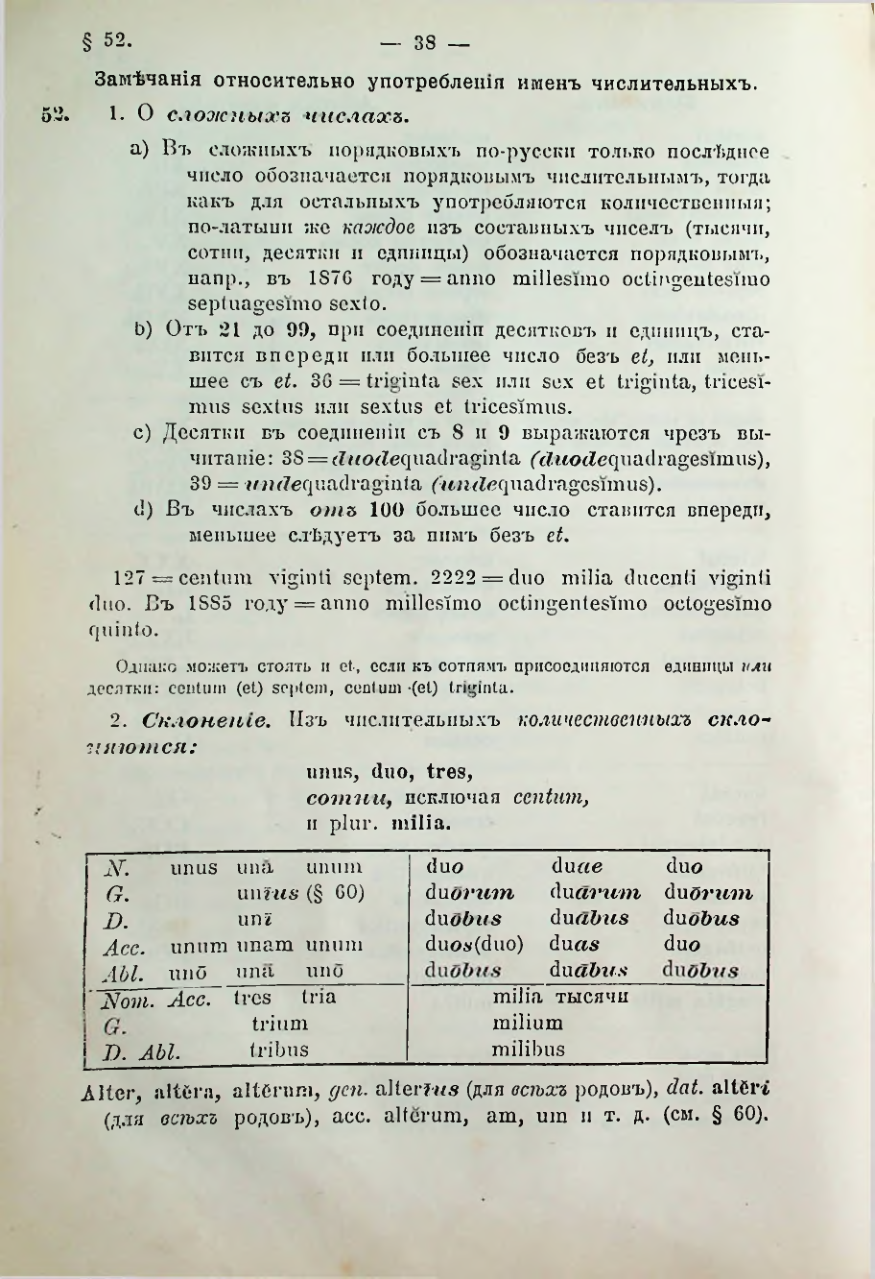 § 52. — 38 —
Замѣчанія относительно употребленія именъ числительныхъ.
52. 1. О сложныхъ числахъ.
a) Въ сложныхъ порядковыхъ по-русски только послѣднее
число обозначается порядковымъ числительнымъ, тогда
какъ для остальныхъ употребляются количественныя;
по-латыни же каждое изъ составныхъ чиселъ (тысячи,
сотни, десятки и единицы) обозначается порядковымъ,
напр., въ 1876 году = anno millesĭmo octingentesĭmo
septuagesĭmo sexto.
b) Отъ 21 до 99, при соединеніи десятковъ и единицъ, ста-
вится впереди или большее число безъ et, или мень-
шее съ et. 36 = triginta sex или sex et triginta, tricesĭ-
mus sextus или sextus et tricesĭmus.
c) Десятки въ соединеніи съ 8 и 9 выражаются чрезъ вы-
читаніе: 38 = duodequadraginta (duodequadragesĭmus),
39 = undequadraginta (undequadragesĭmus).
d) Въ числахъ отъ 100 большее число ставится впереди,
меньшее слѣдуетъ за нимъ безъ et.
127 = centum viginti septem. 2222 = duo milia ducenti viginti
duo. Въ 1885 году = anno millesĭmo octingentesĭmo octogesĭmo
quinto.
Однако можетъ стоять и et, если къ сотнямъ присоединяются единицы или
десятки: centum (et) septem, centum (et) triginta.
2. Склоненіе. Изъ числительныхъ количественныхъ скло-
няются:
unus, duo, tres,
сотни, исключая centum,
и plur. milia.
N. unus ună unum duo duae duo
G. unīus (§ 60) duōrum duārum duōrum
D. unī duōbus duābus duōbus
Acc. unum unam unum duos(duo) duas duo
Abl. unō unā unō duōbus duābus duōbus
Nom. Acc. tres tria milia тысячи
G. trium milium
D. Abl. tribus milibus
Alter, altĕra, altĕrum, ген. alterīus (для всѣхъ родовъ), dat. altĕri
(для всѣхъ родовъ), acc. altĕrum, am, um и т. д. (см. § 60).